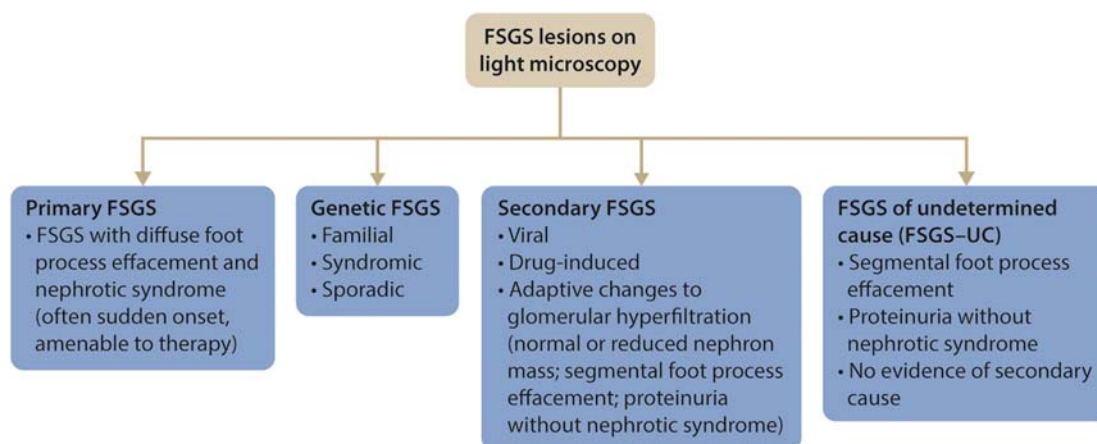 FSGS lesions on
light microscopy
Primary FSGS
• FSGS with diffuse foot
process effacement and
nephrotic syndrome
(often sudden onset,
amenable to therapy)
Genetic FSGS
• Familial
• Syndromic
• Sporadic
Secondary FSGS
• Viral
• Drug-induced
• Adaptive changes to
glomerular hyperfiltration
(normal or reduced nephron
mass; segmental foot process
effacement; proteinuria
without nephrotic syndrome)
FSGS of undetermined
cause (FSGS–UC)
• Segmental foot process
effacement
• Proteinuria without
nephrotic syndrome
• No evidence of secondary
cause